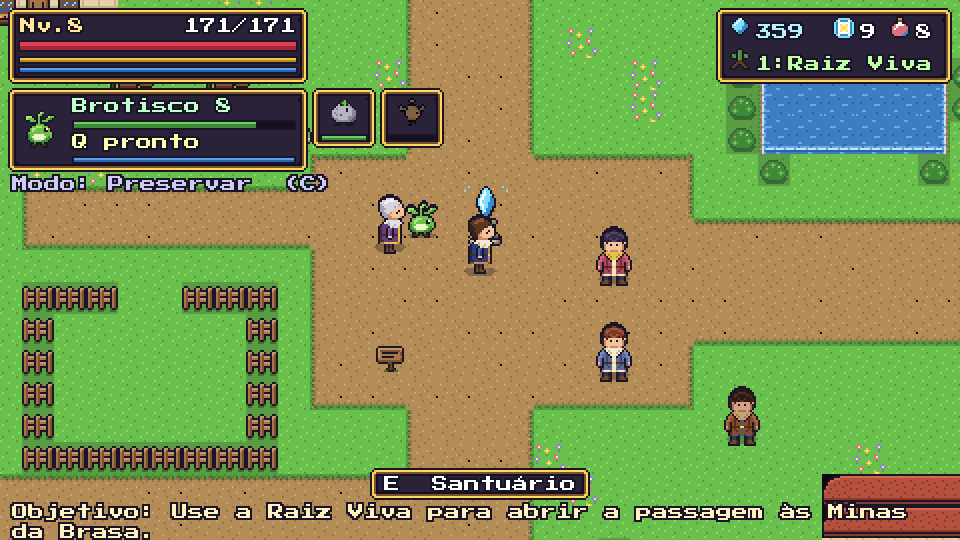 Nv.8 171/171
359 9 8
1:Raiz Viva
Brotisco 8
Q pronto
Modo: Preservar (C)
E Santuário
Objetivo: Use a Raiz Viva para abrir a passagem às Minas
da Brasa.